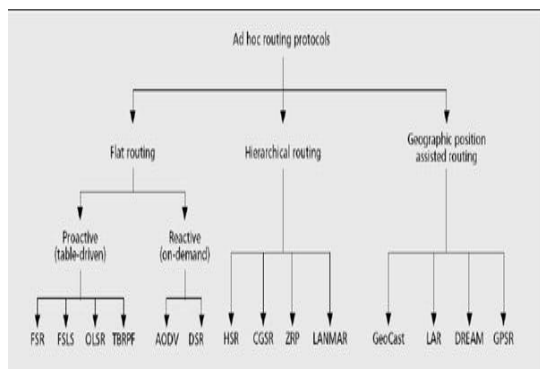 Ad hoc routing protocols
Flat routing
Hierarchical routing
Geographic position
assisted routing
Proactive
(table-driven)
Reactive
(on-demand)
FSR FSLS OLSR TBRPF AODV DSR HSR CGSR ZRP LANMAR GeoCast LAR DREAM GPSR